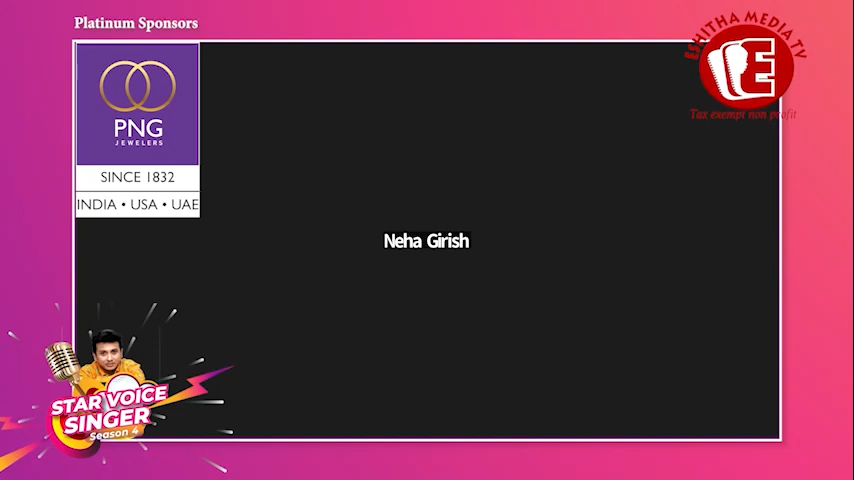 Platinum Sponsors
ESHITHA MEDIA TV
E
Tax exempt non profit
PNG
JEWELERS
SINCE 1832
INDIA • USA • UAE
Neha Girish
STAR VOICE
SINGER
Season 4